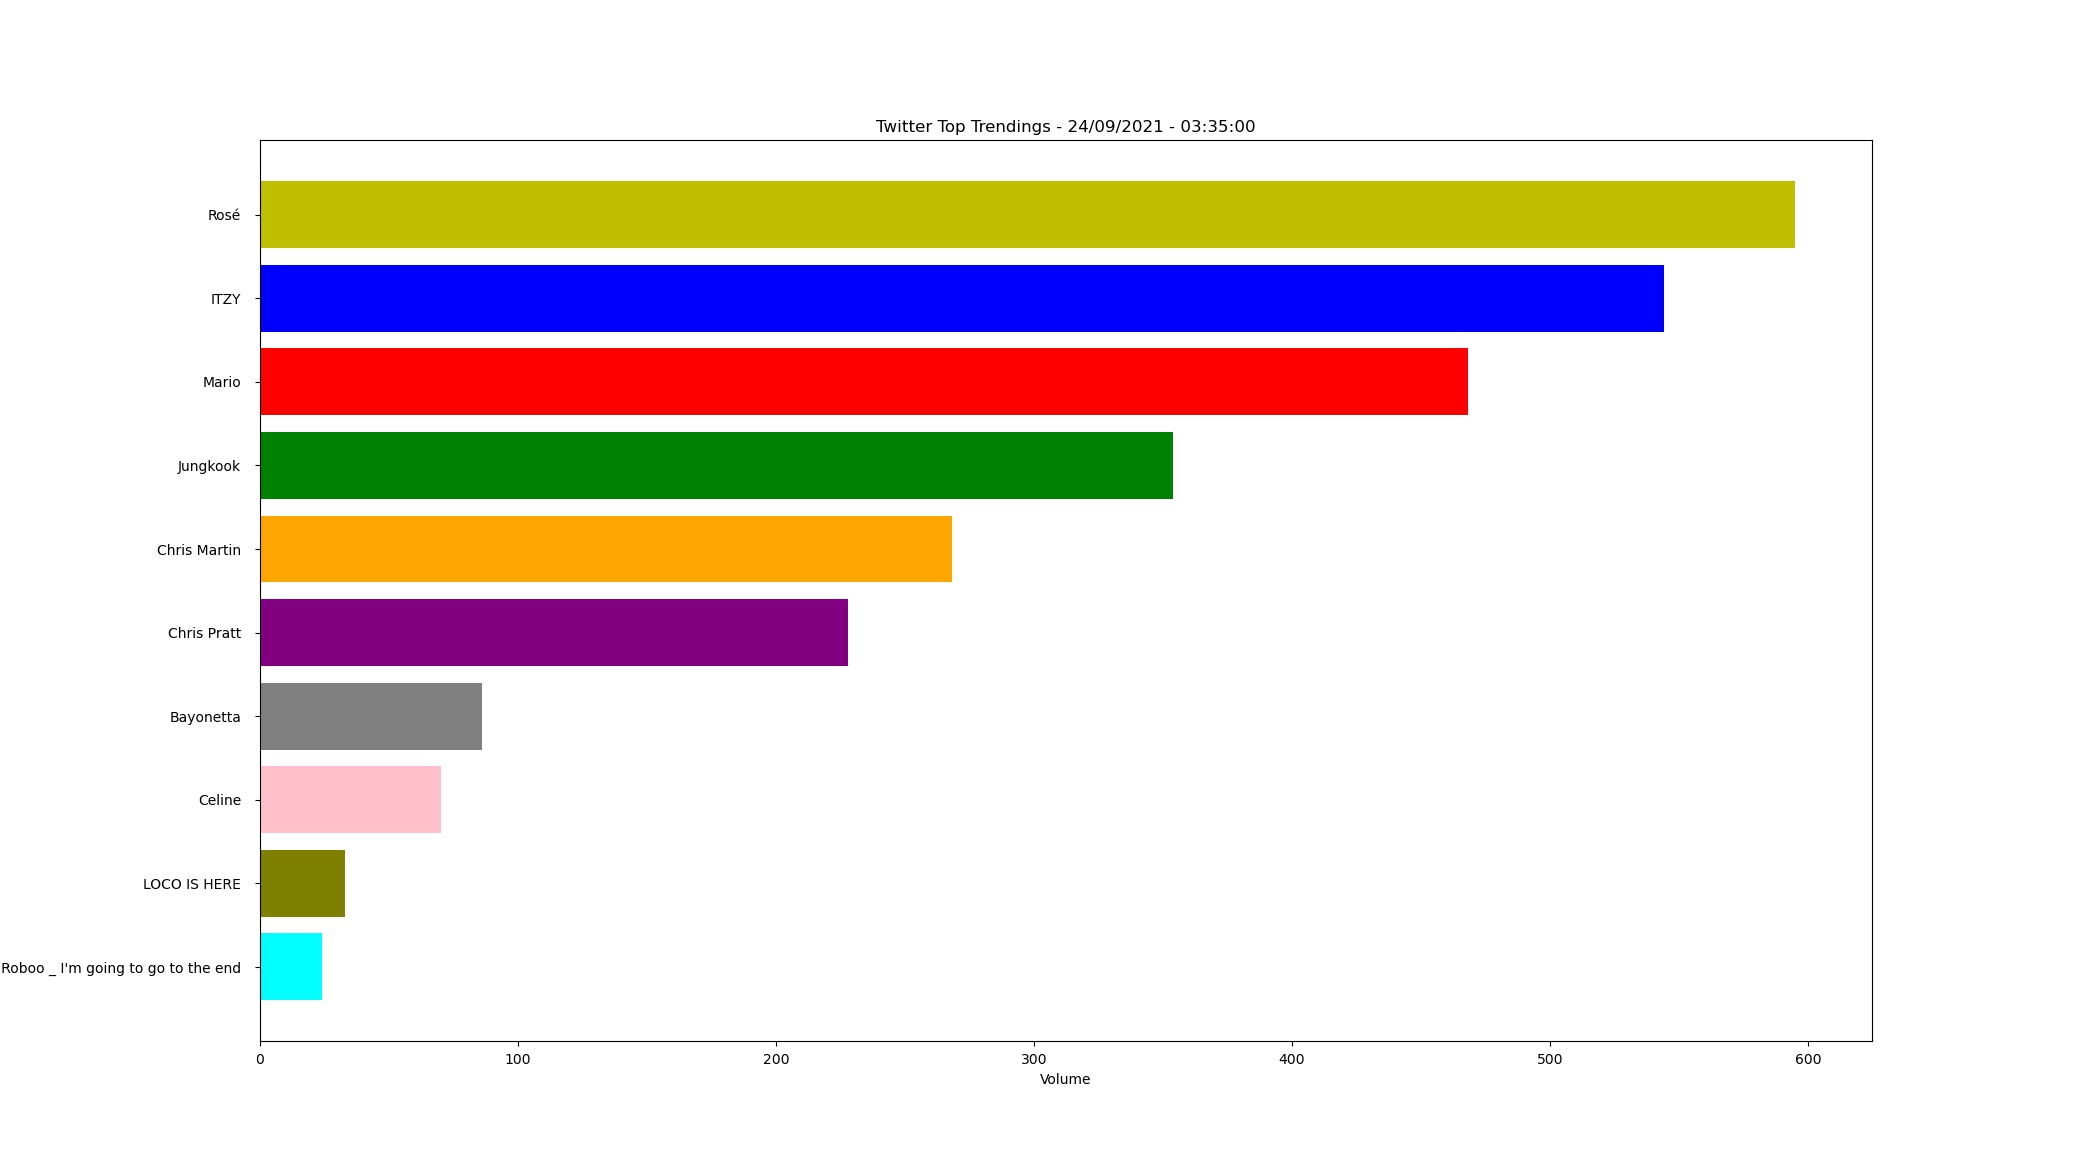 Twitter Top Trendings - 24/09/2021 - 03:35:00
Rosé
ITZY
Mario
Jungkook
Chris Martin
Chris Pratt
Bayonetta
Celine
LOCO IS HERE
Roboo _ I'm going to go to the end
0 100 200 300 400 500 600
Volume